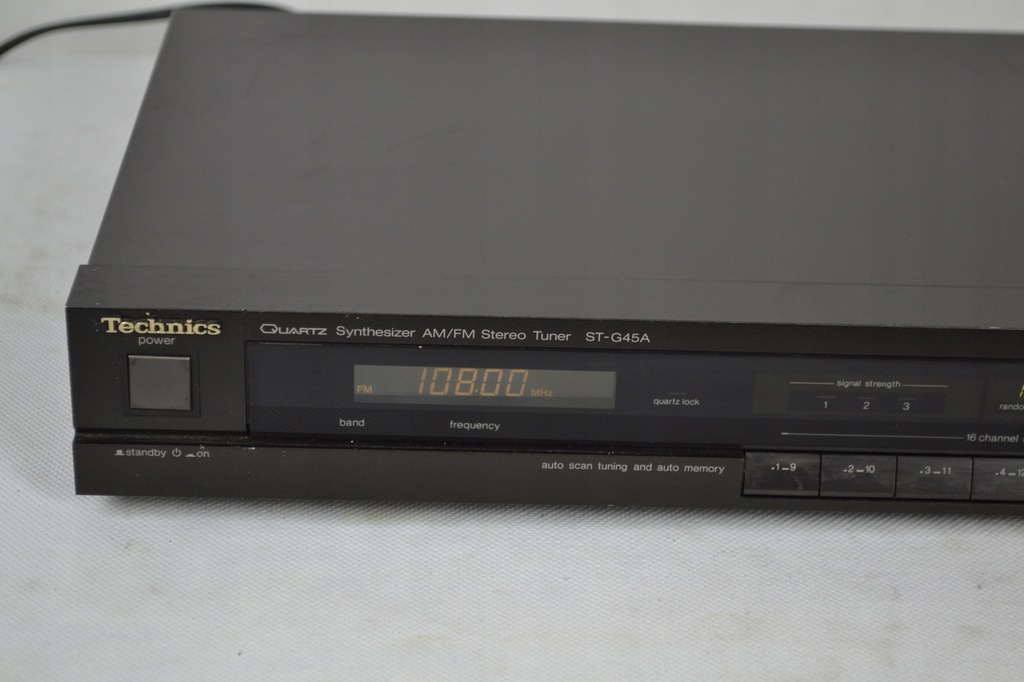 Technics
power
QUARTZ Synthesizer AM/FM Stereo Tuner ST-G45A
FM 108.00 MHz
band frequency
quartz lock
signal strength
1 2 3
16 channel
standby on
auto scan tuning and auto memory
1-9 2-10 3-11